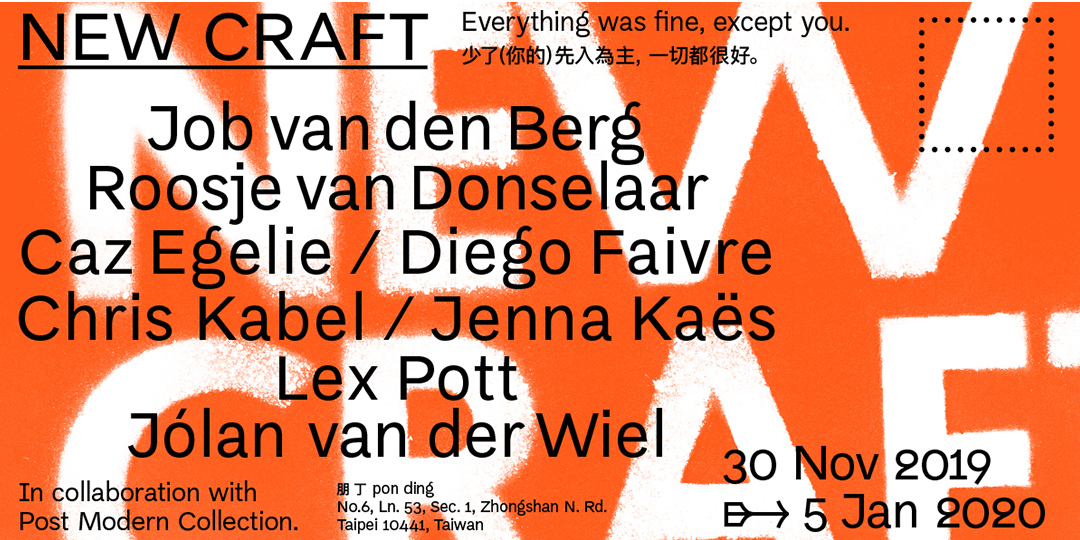 NEW CRAFT
Everything was fine, except you.
少了(你的)先入為主, 一切都很好。
NEW
CRAFT
Job van den Berg
Roosje van Donselaar
Caz Egelie / Diego Faivre
Chris Kabel / Jenna Kaës
Lex Pott
Jólan van der Wiel
30 Nov 2019
→ 5 Jan 2020
In collaboration with
Post Modern Collection.
朋丁 pon ding
No.6, Ln. 53, Sec. 1, Zhongshan N. Rd.
Taipei 10441, Taiwan